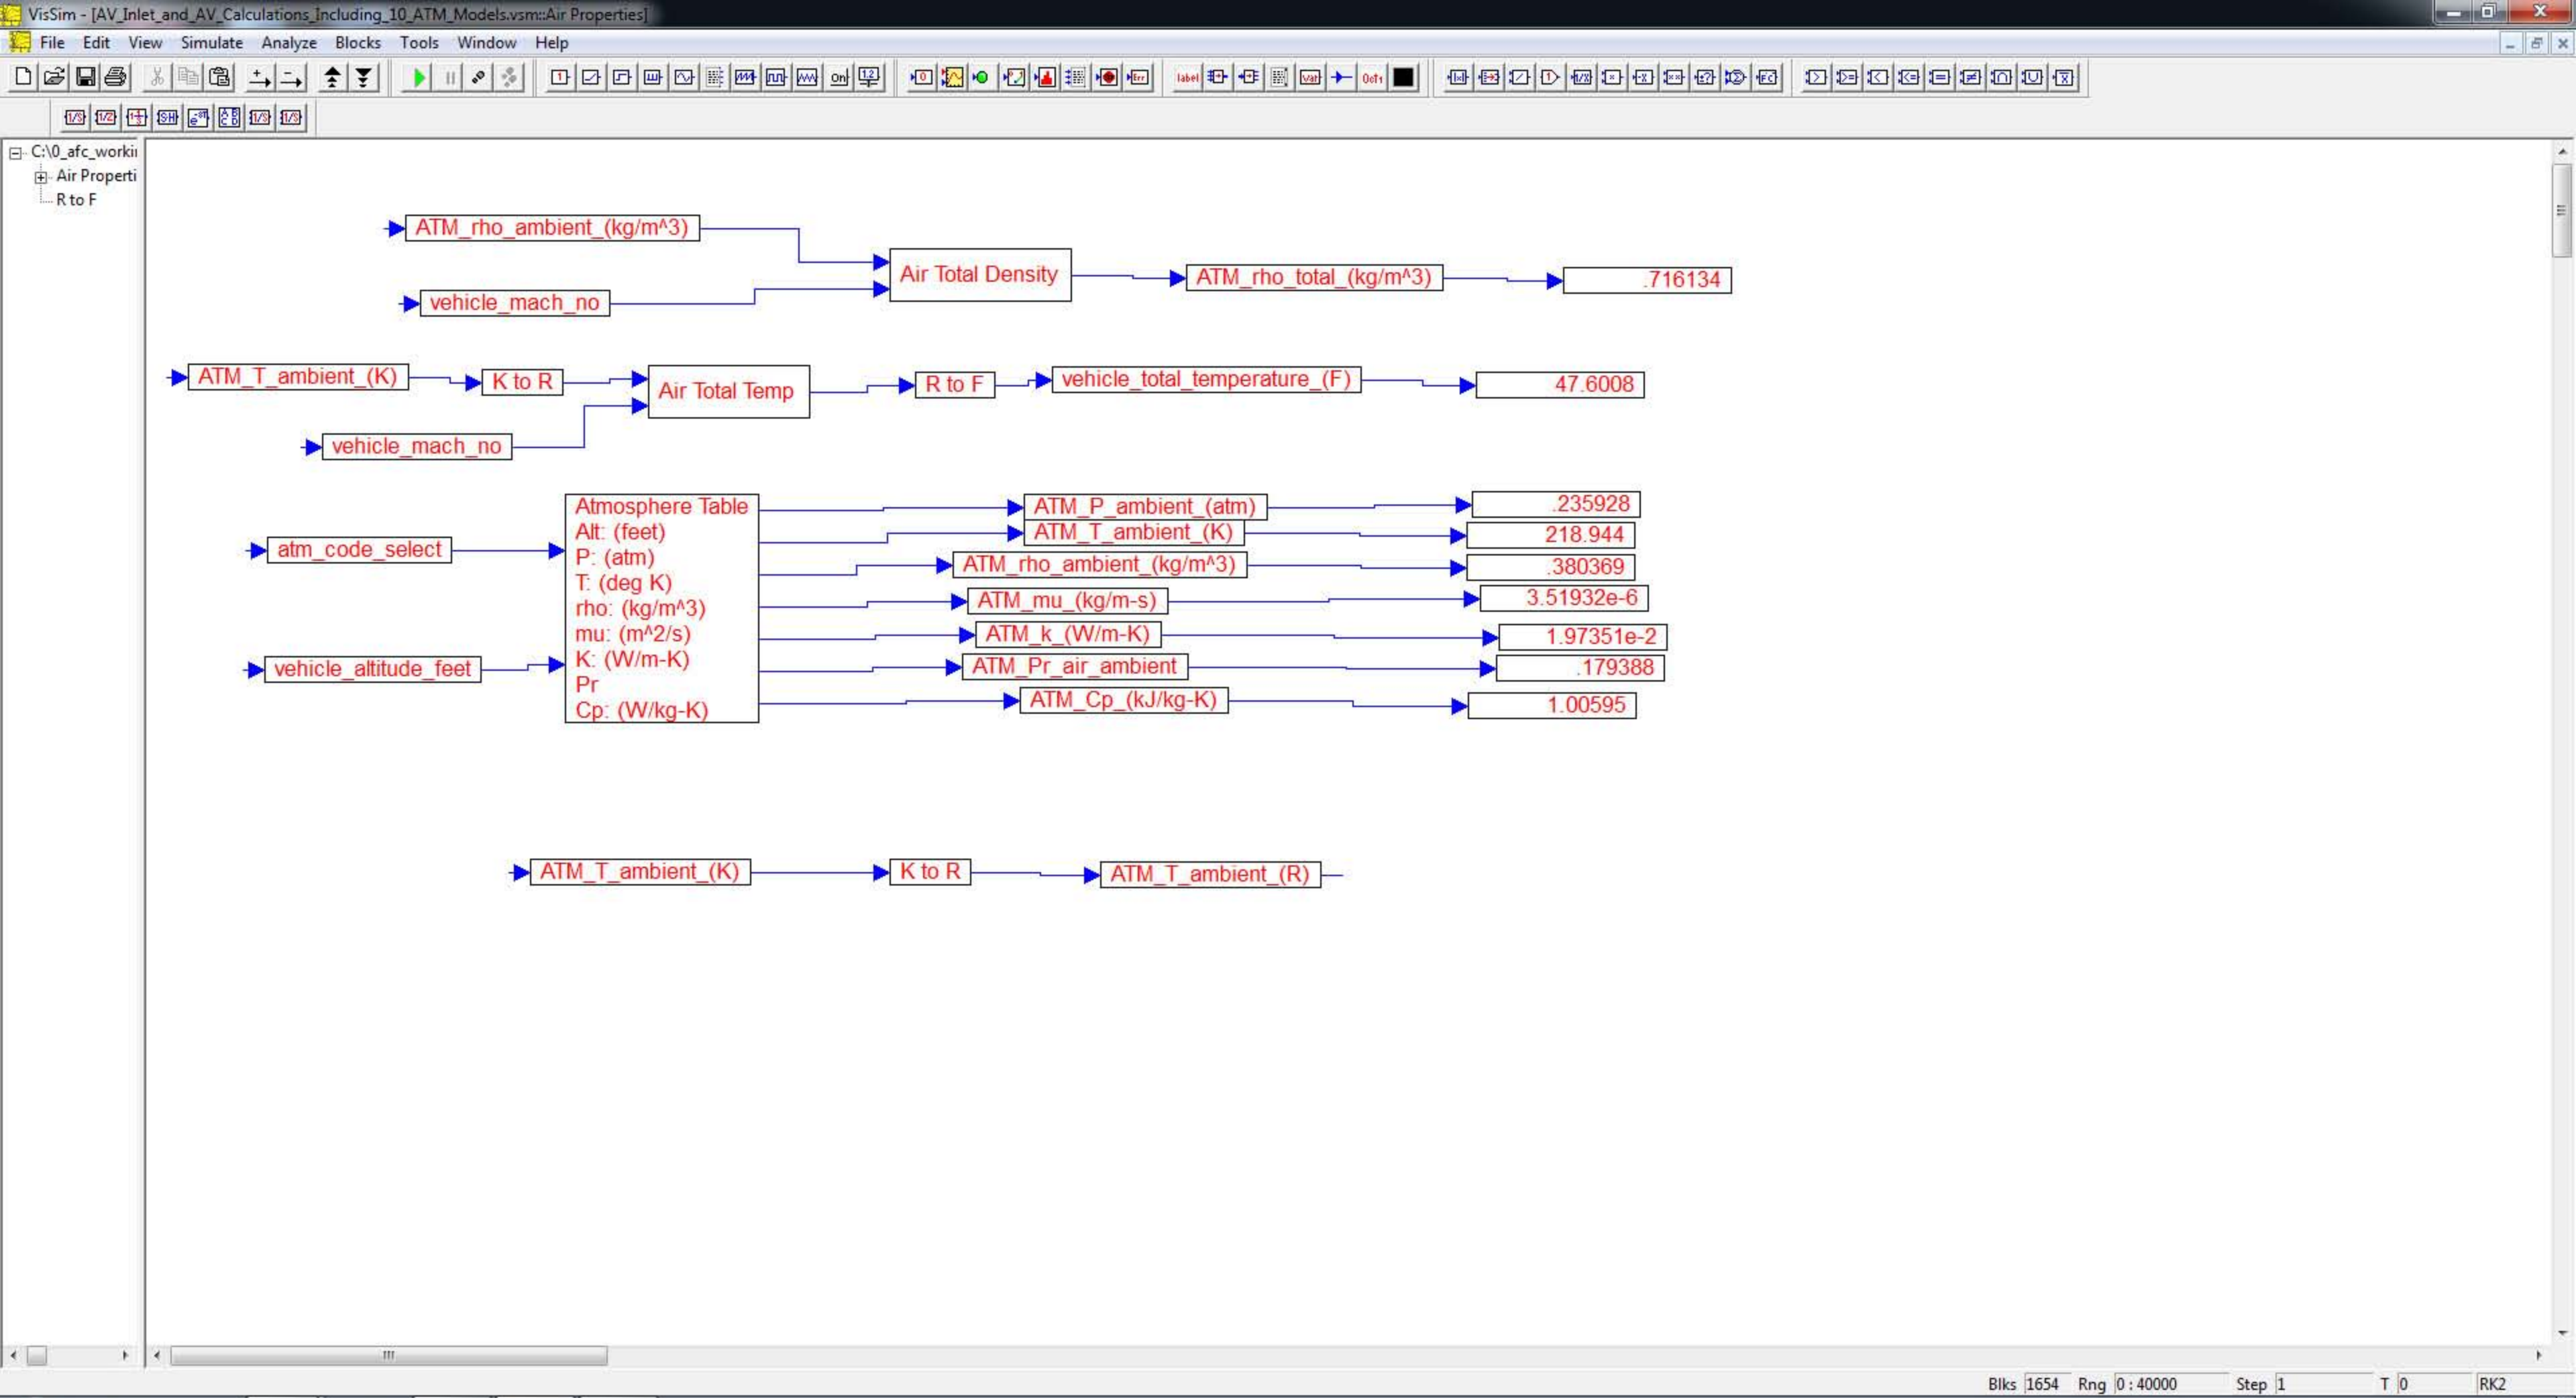 VisSim - [AV_Inlet_and_AV_Calculations_Including_10_ATM_Models.vsm::Air Properties]
File Edit View Simulate Analyze Blocks Tools Window Help
C:\0_afc_workin
Air Properti
R to F
ATM_rho_ambient_(kg/m^3)
vehicle_mach_no
Air Total Density
ATM_rho_total_(kg/m^3)
.716134
ATM_T_ambient_(K)
K to R
vehicle_mach_no
Air Total Temp
R to F
vehicle_total_temperature_(F)
47.6008
atm_code_select
vehicle_altitude_feet
Atmosphere Table
Alt: (feet)
P: (atm)
T: (deg K)
rho: (kg/m^3)
mu: (m^2/s)
K: (W/m-K)
Pr
Cp: (W/kg-K)
ATM_P_ambient_(atm)
.235928
ATM_T_ambient_(K)
218.944
ATM_rho_ambient_(kg/m^3)
.380369
ATM_mu_(kg/m-s)
3.51932e-6
ATM_k_(W/m-K)
1.97351e-2
ATM_Pr_air_ambient
.179388
ATM_Cp_(kJ/kg-K)
1.00595
ATM_T_ambient_(K)
K to R
ATM_T_ambient_(R)
Blks 1654 Rng 0 : 40000 Step 1 T 0 RK2